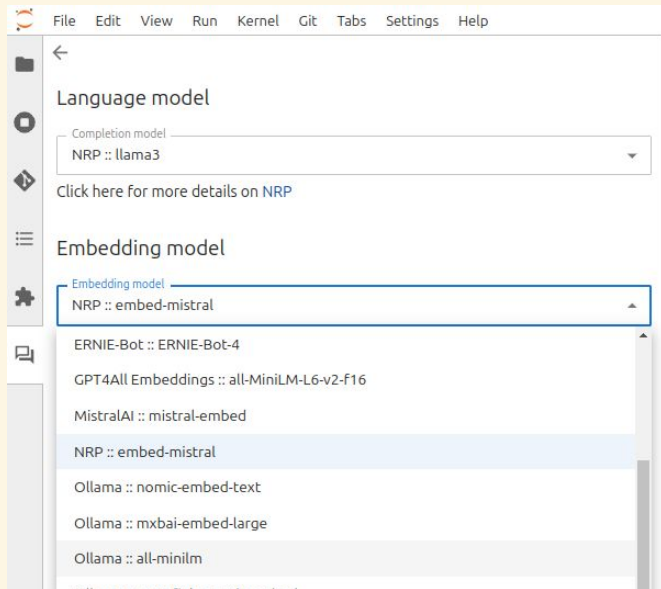 File Edit View Run Kernel Git Tabs Settings Help
Language model
Completion model
NRP :: llama3
Click here for more details on NRP
Embedding model
Embedding model
NRP :: embed-mistral
ERNIE-Bot :: ERNIE-Bot-4
GPT4All Embeddings :: all-MiniLM-L6-v2-f16
MistralAI :: mistral-embed
NRP :: embed-mistral
Ollama :: nomic-embed-text
Ollama :: mxbai-embed-large
Ollama :: all-minilm